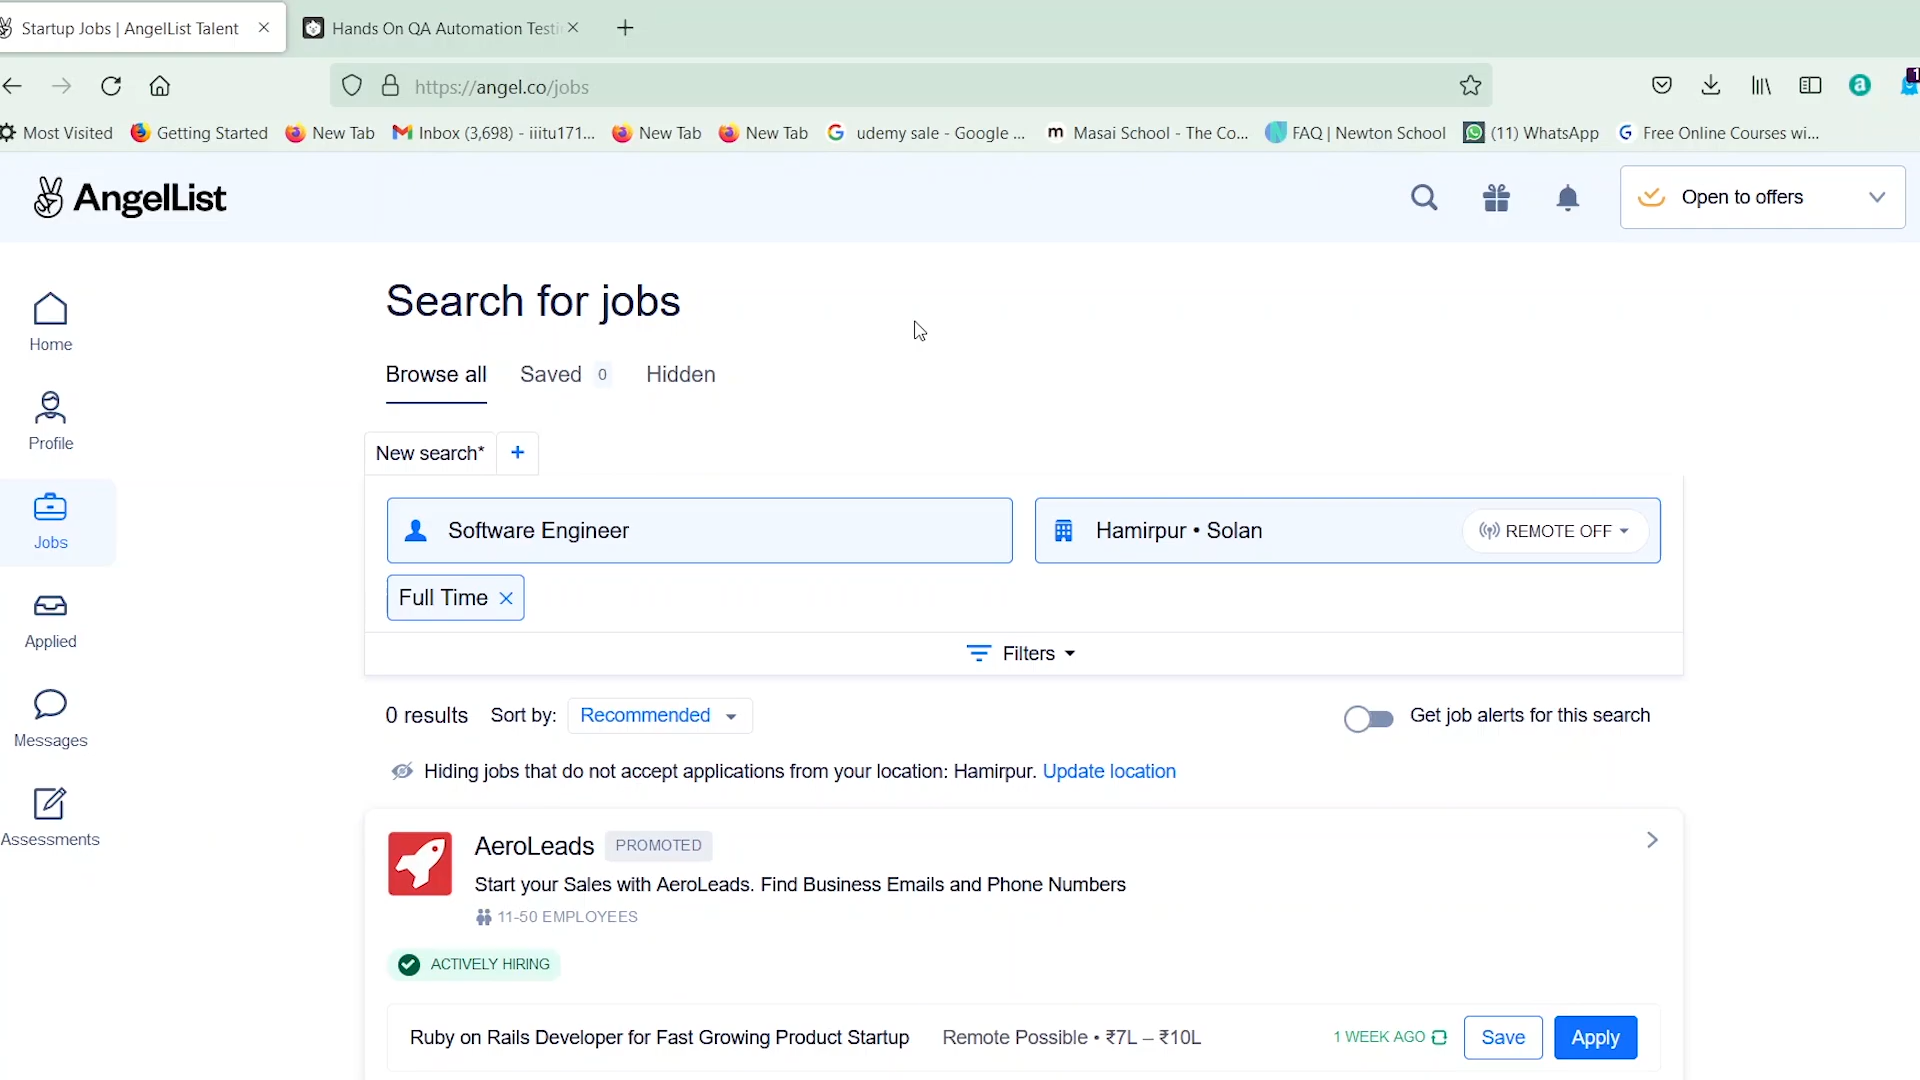 Startup Jobs | AngelList Talent
Hands On QA Automation Testi
https://angel.co/jobs
1
Most Visited
Getting Started
New Tab
Inbox (3,698) - iiitu171...
New Tab
New Tab
udemy sale - Google ...
Masai School - The Co...
FAQ | Newton School
(11) WhatsApp
Free Online Courses wi...
AngelList
Open to offers
Home
Profile
Jobs
Applied
Messages
Assessments
Search for jobs
Browse all
Saved 0
Hidden
New search*
+
Software Engineer
Hamirpur • Solan
REMOTE OFF
Full Time
Filters
0 results
Sort by:
Recommended
Get job alerts for this search
Hiding jobs that do not accept applications from your location: Hamirpur. Update location
AeroLeads
PROMOTED
Start your Sales with AeroLeads. Find Business Emails and Phone Numbers
11-50 EMPLOYEES
ACTIVELY HIRING
Ruby on Rails Developer for Fast Growing Product Startup
Remote Possible • ₹7L – ₹10L
1 WEEK AGO
Save
Apply